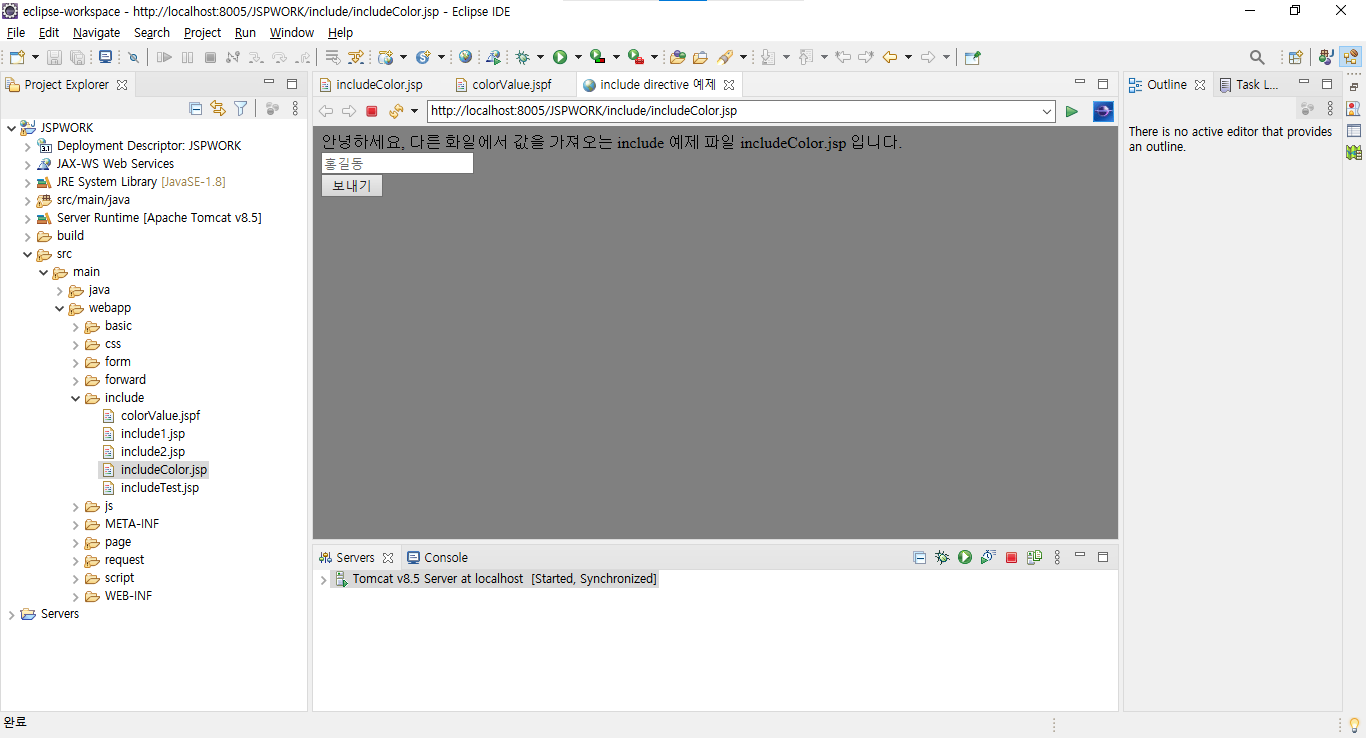 eclipse-workspace - http://localhost:8005/JSPWORK/include/includeColor.jsp - Eclipse IDE
File Edit Navigate Search Project Run Window Help
Project Explorer
JSPWORK
Deployment Descriptor: JSPWORK
JAX-WS Web Services
JRE System Library [JavaSE-1.8]
src/main/java
Server Runtime [Apache Tomcat v8.5]
build
src
main
java
webapp
basic
css
form
forward
include
colorValue.jspf
include1.jsp
include2.jsp
includeColor.jsp
includeTest.jsp
js
META-INF
page
request
script
WEB-INF
Servers
includeColor.jsp colorValue.jspf include directive 예제
http://localhost:8005/JSPWORK/include/includeColor.jsp
안녕하세요, 다른 화일에서 값을 가져오는 include 예제 파일 includeColor.jsp 입니다.
홍길동
보내기
Servers Console
Tomcat v8.5 Server at localhost [Started, Synchronized]
Outline Task L...
There is no active editor that provides
an outline.
완료